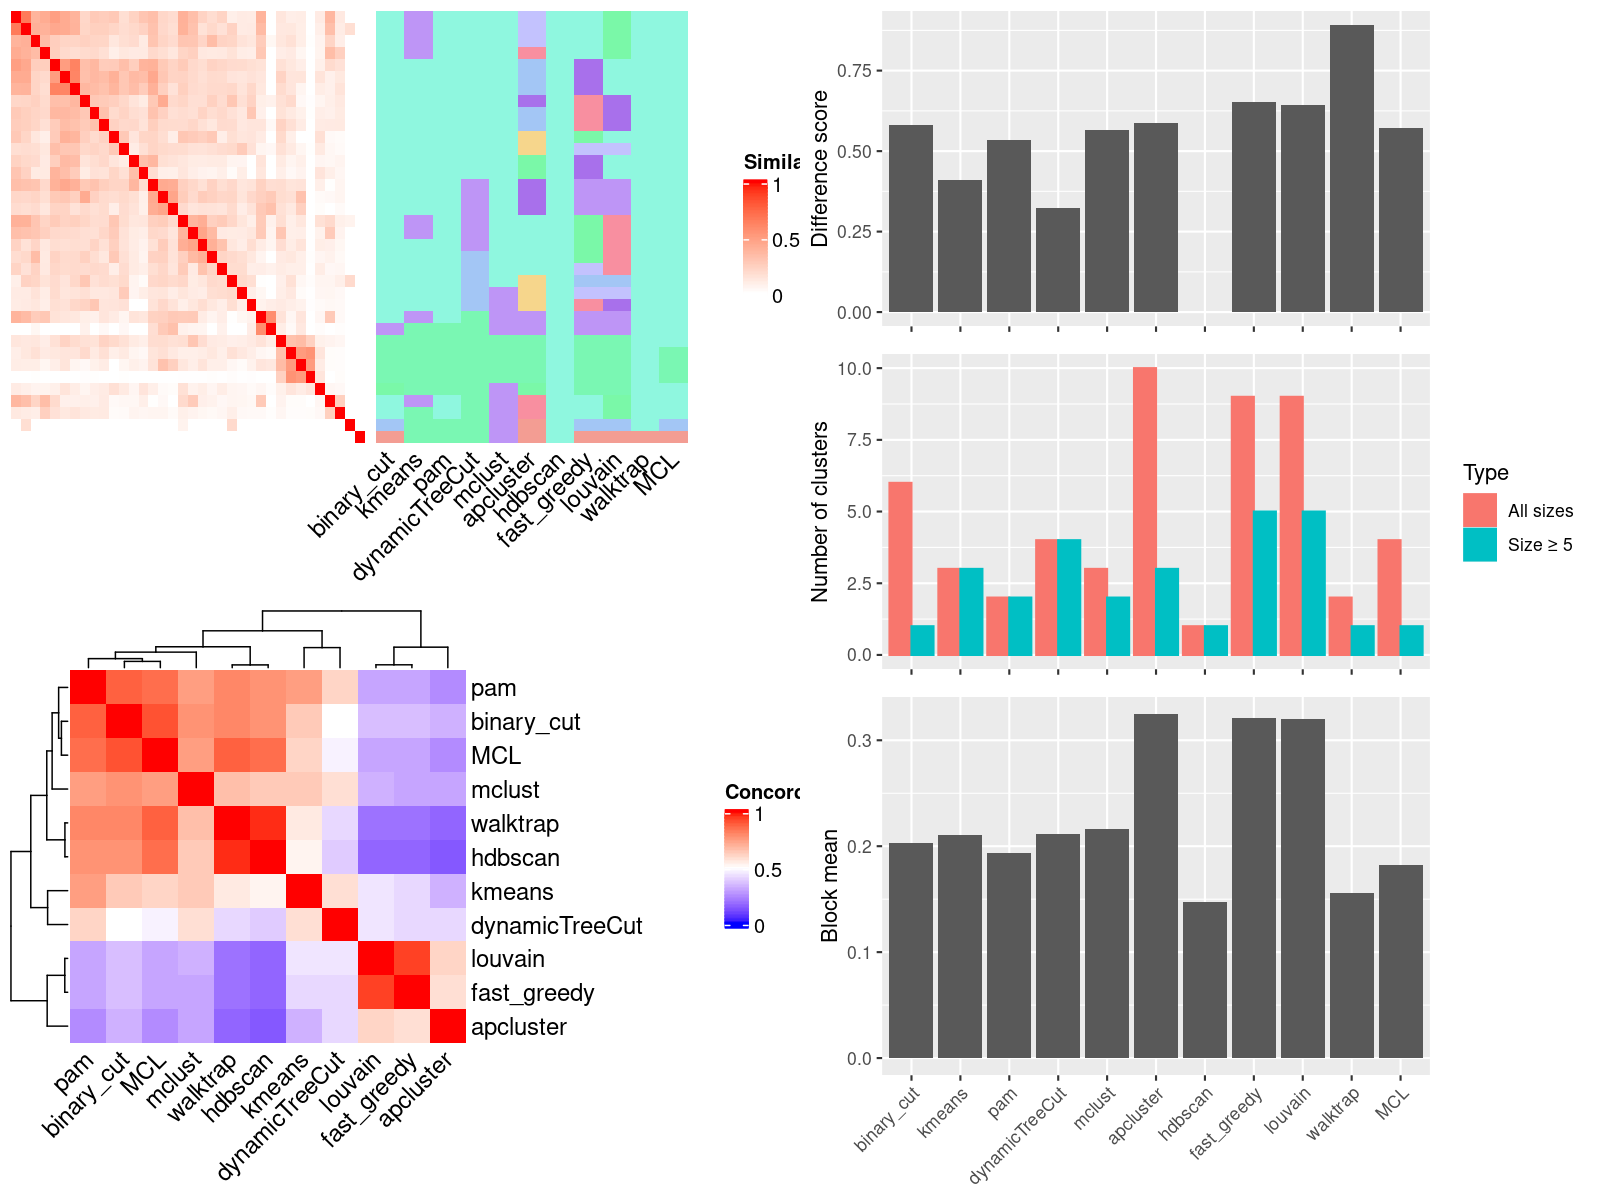 Simila
1
0.5
0
binary_cut
kmeans
pam
dynamicTreeCut
mclust
apcluster
hdbscan
fast_greedy
louvain
walktrap
MCL
Difference score
0.75
0.50
0.25
0.00
Number of clusters
10.0
7.5
5.0
2.5
0.0
Type
All sizes
Size ≥ 5
pam
binary_cut
MCL
mclust
walktrap
hdbscan
kmeans
dynamicTreeCut
louvain
fast_greedy
apcluster
pam
binary_cut
MCL
mclust
walktrap
hdbscan
kmeans
dynamicTreeCut
louvain
fast_greedy
apcluster
Concord
1
0.5
0
Block mean
0.3
0.2
0.1
0.0
binary_cut
kmeans
pam
dynamicTreeCut
mclust
apcluster
hdbscan
fast_greedy
louvain
walktrap
MCL